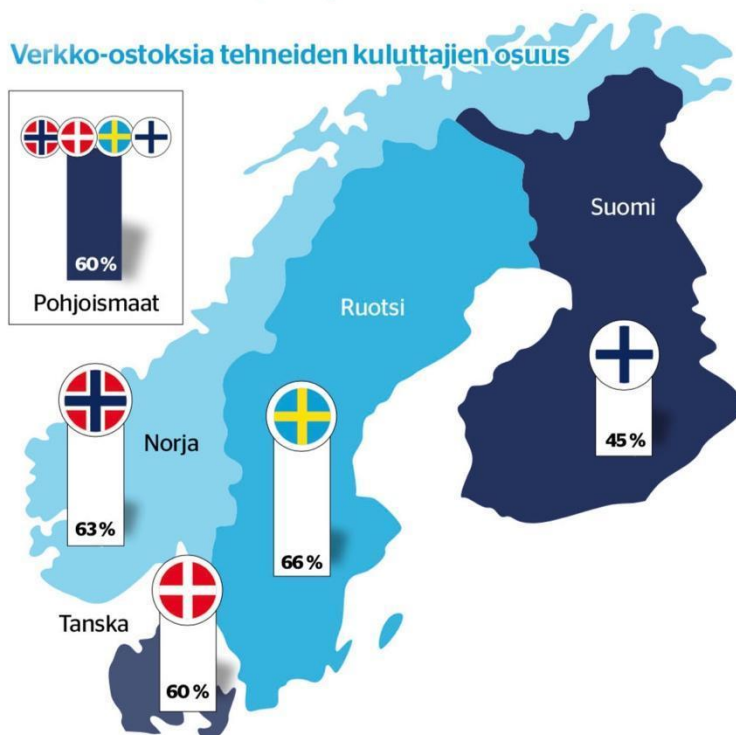 Verkko-ostoksia tehneiden kuluttajien osuus
60 %
Pohjoismaat
Suomi
Ruotsi
45 %
Norja
63 %
66 %
Tanska
60 %